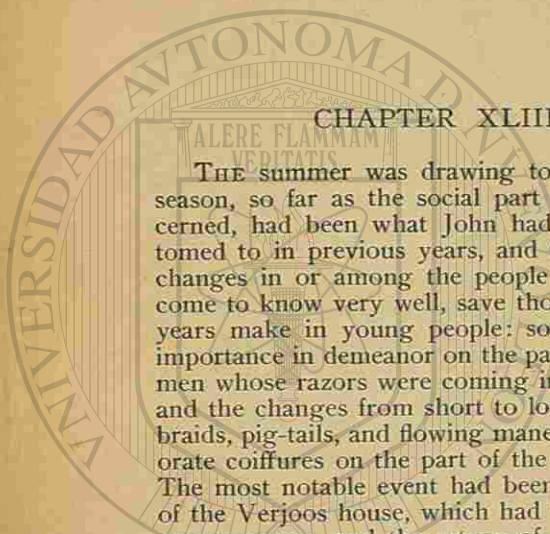 CHAPTER XLIII
THE summer was drawing to
season, so far as the social part
cerned, had been what John had
tomed to in previous years, and
changes in or among the people
come to know very well, save tho
years make in young people: so
importance in demeanor on the pa
men whose razors were coming i
and the changes from short to lo
braids, pig-tails, and flowing mane
orate coiffures on the part of the
The most notable event had been
of the Verjoos house, which had
UNIVERSIDAD AVTONOMA D
ALERE FLAMMAM
VERITATIS